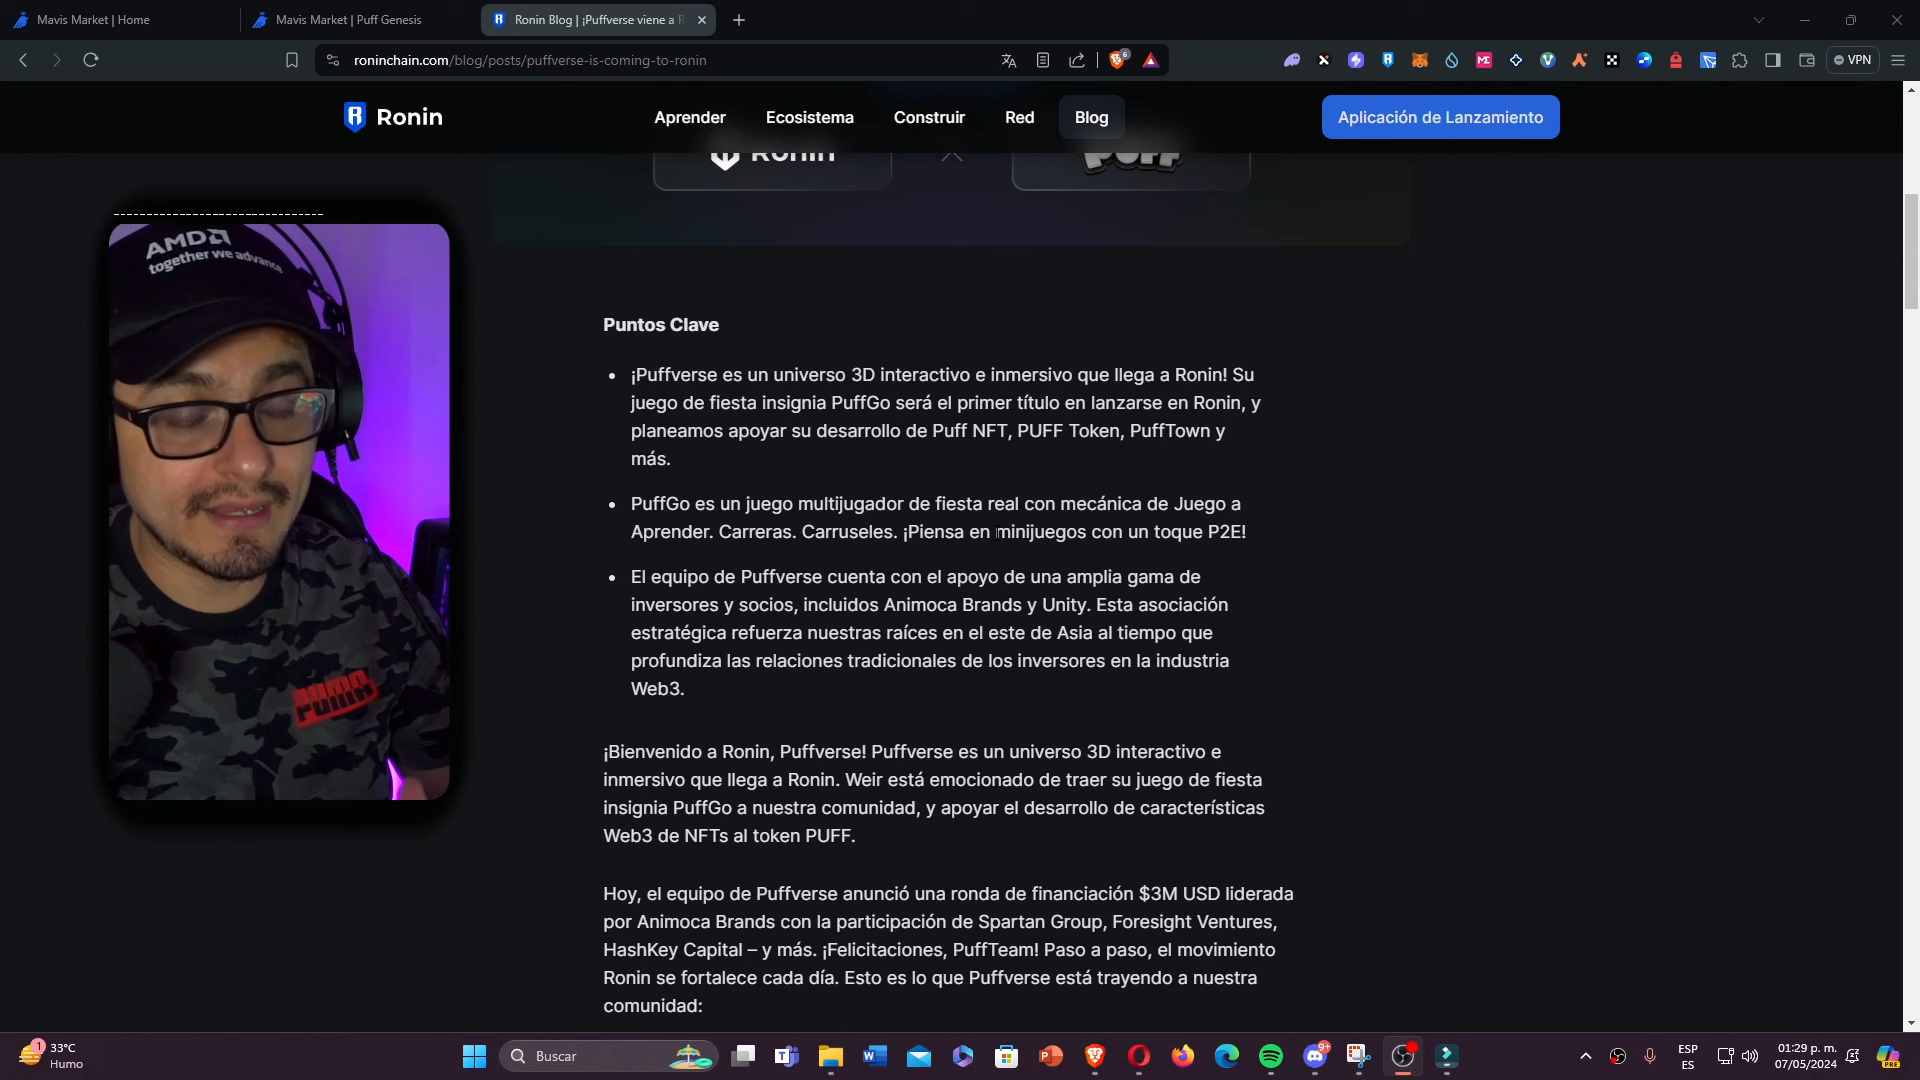 Mavis Market | Home
Mavis Market | Puff Genesis
Ronin Blog | ¡Puffverse viene a R
roninchain.com/blog/posts/puffverse-is-coming-to-ronin
6
VPN
Ronin
Aprender
Ecosistema
Construir
Red
Blog
Aplicación de Lanzamiento
Ronin
PUFF
AMD
together we advance_
PUMA
Puntos Clave
¡Puffverse es un universo 3D interactivo e inmersivo que llega a Ronin! Su
juego de fiesta insignia PuffGo será el primer título en lanzarse en Ronin, y
planeamos apoyar su desarrollo de Puff NFT, PUFF Token, PuffTown y
más.
PuffGo es un juego multijugador de fiesta real con mecánica de Juego a
Aprender. Carreras. Carruseles. ¡Piensa en minijuegos con un toque P2E!
El equipo de Puffverse cuenta con el apoyo de una amplia gama de
inversores y socios, incluidos Animoca Brands y Unity. Esta asociación
estratégica refuerza nuestras raíces en el este de Asia al tiempo que
profundiza las relaciones tradicionales de los inversores en la industria
Web3.
¡Bienvenido a Ronin, Puffverse! Puffverse es un universo 3D interactivo e
inmersivo que llega a Ronin. Weir está emocionado de traer su juego de fiesta
insignia PuffGo a nuestra comunidad, y apoyar el desarrollo de características
Web3 de NFTs al token PUFF.
Hoy, el equipo de Puffverse anunció una ronda de financiación $3M USD liderada
por Animoca Brands con la participación de Spartan Group, Foresight Ventures,
HashKey Capital – y más. ¡Felicitaciones, PuffTeam! Paso a paso, el movimiento
Ronin se fortalece cada día. Esto es lo que Puffverse está trayendo a nuestra
comunidad:
1
33°C
Humo
Buscar
9+
ESP
ES
01:29 p. m.
07/05/2024
PRE